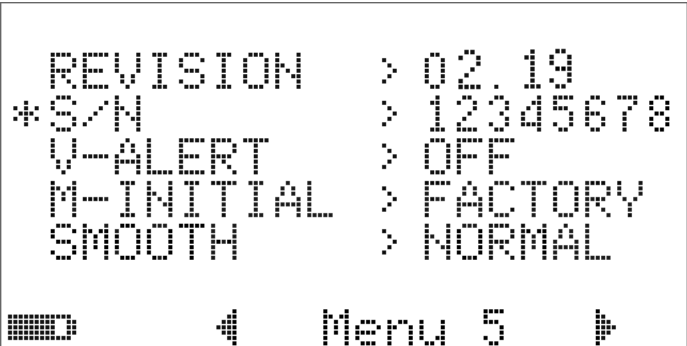 REVISION > 02.19
*S/N > 12345678
V-ALERT > OFF
M-INITIAL > FACTORY
SMOOTH > NORMAL
Menu 5